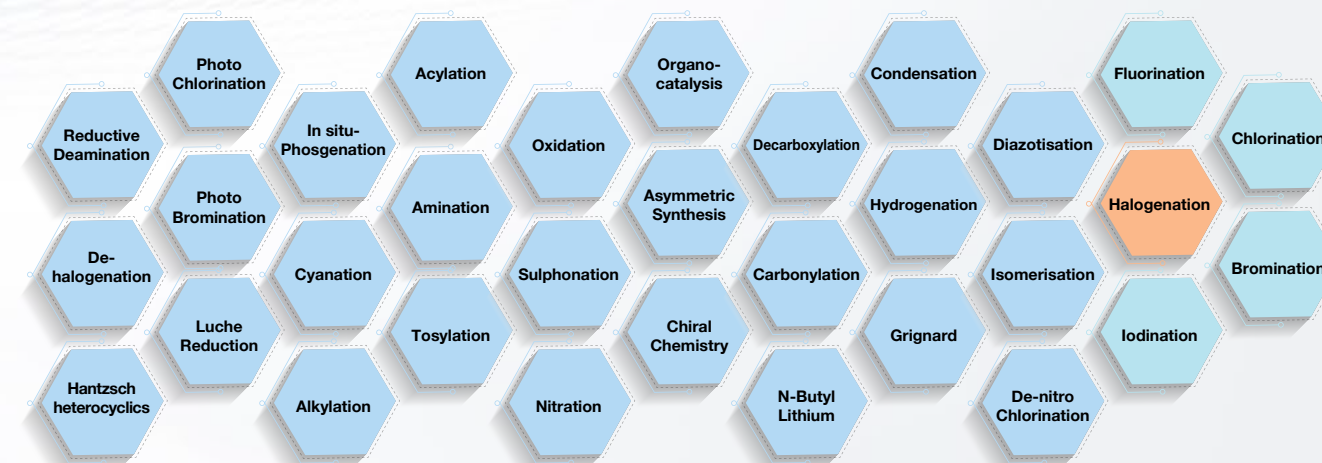 Photo
Chlorination
Acylation
Organo-
catalysis
Condensation
Fluorination
Reductive
Deamination
In situ-
Phosgenation
Oxidation
Decarboxylation
Diazotisation
Chlorination
Photo
Bromination
Amination
Asymmetric
Synthesis
Hydrogenation
Halogenation
De-
halogenation
Cyanation
Sulphonation
Carbonylation
Isomerisation
Bromination
Luche
Reduction
Tosylation
Chiral
Chemistry
Grignard
Iodination
Hantzsch
heterocyclics
Alkylation
Nitration
N-Butyl
Lithium
De-nitro
Chlorination